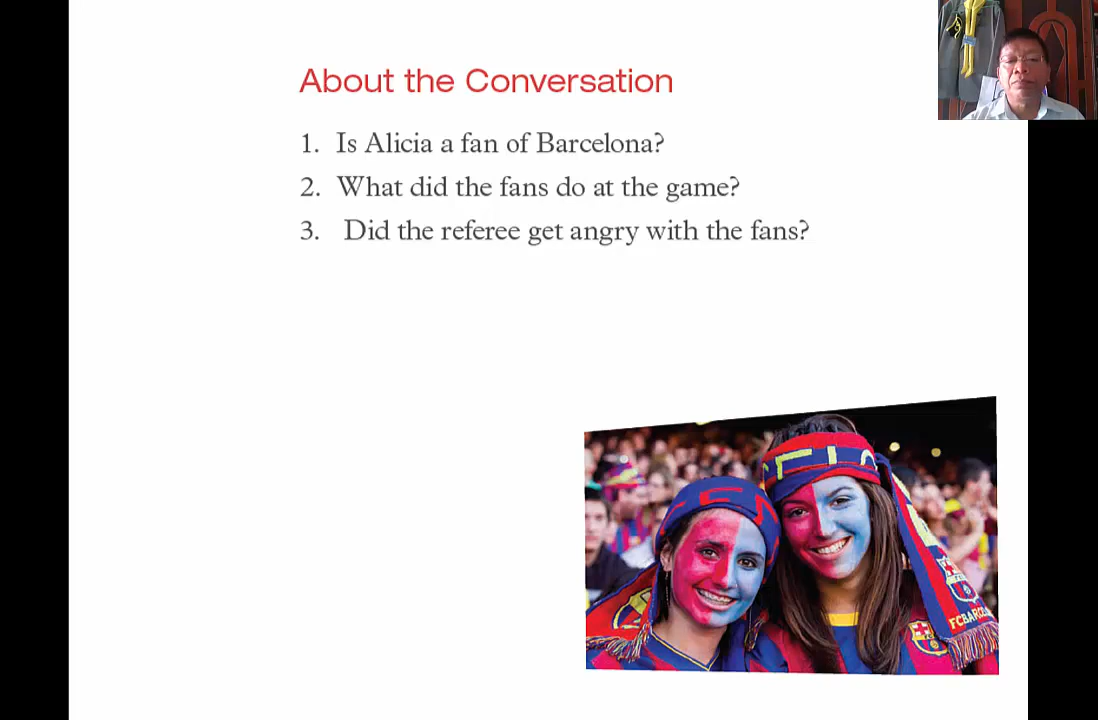 About the Conversation
1. Is Alicia a fan of Barcelona?
2. What did the fans do at the game?
3. Did the referee get angry with the fans?